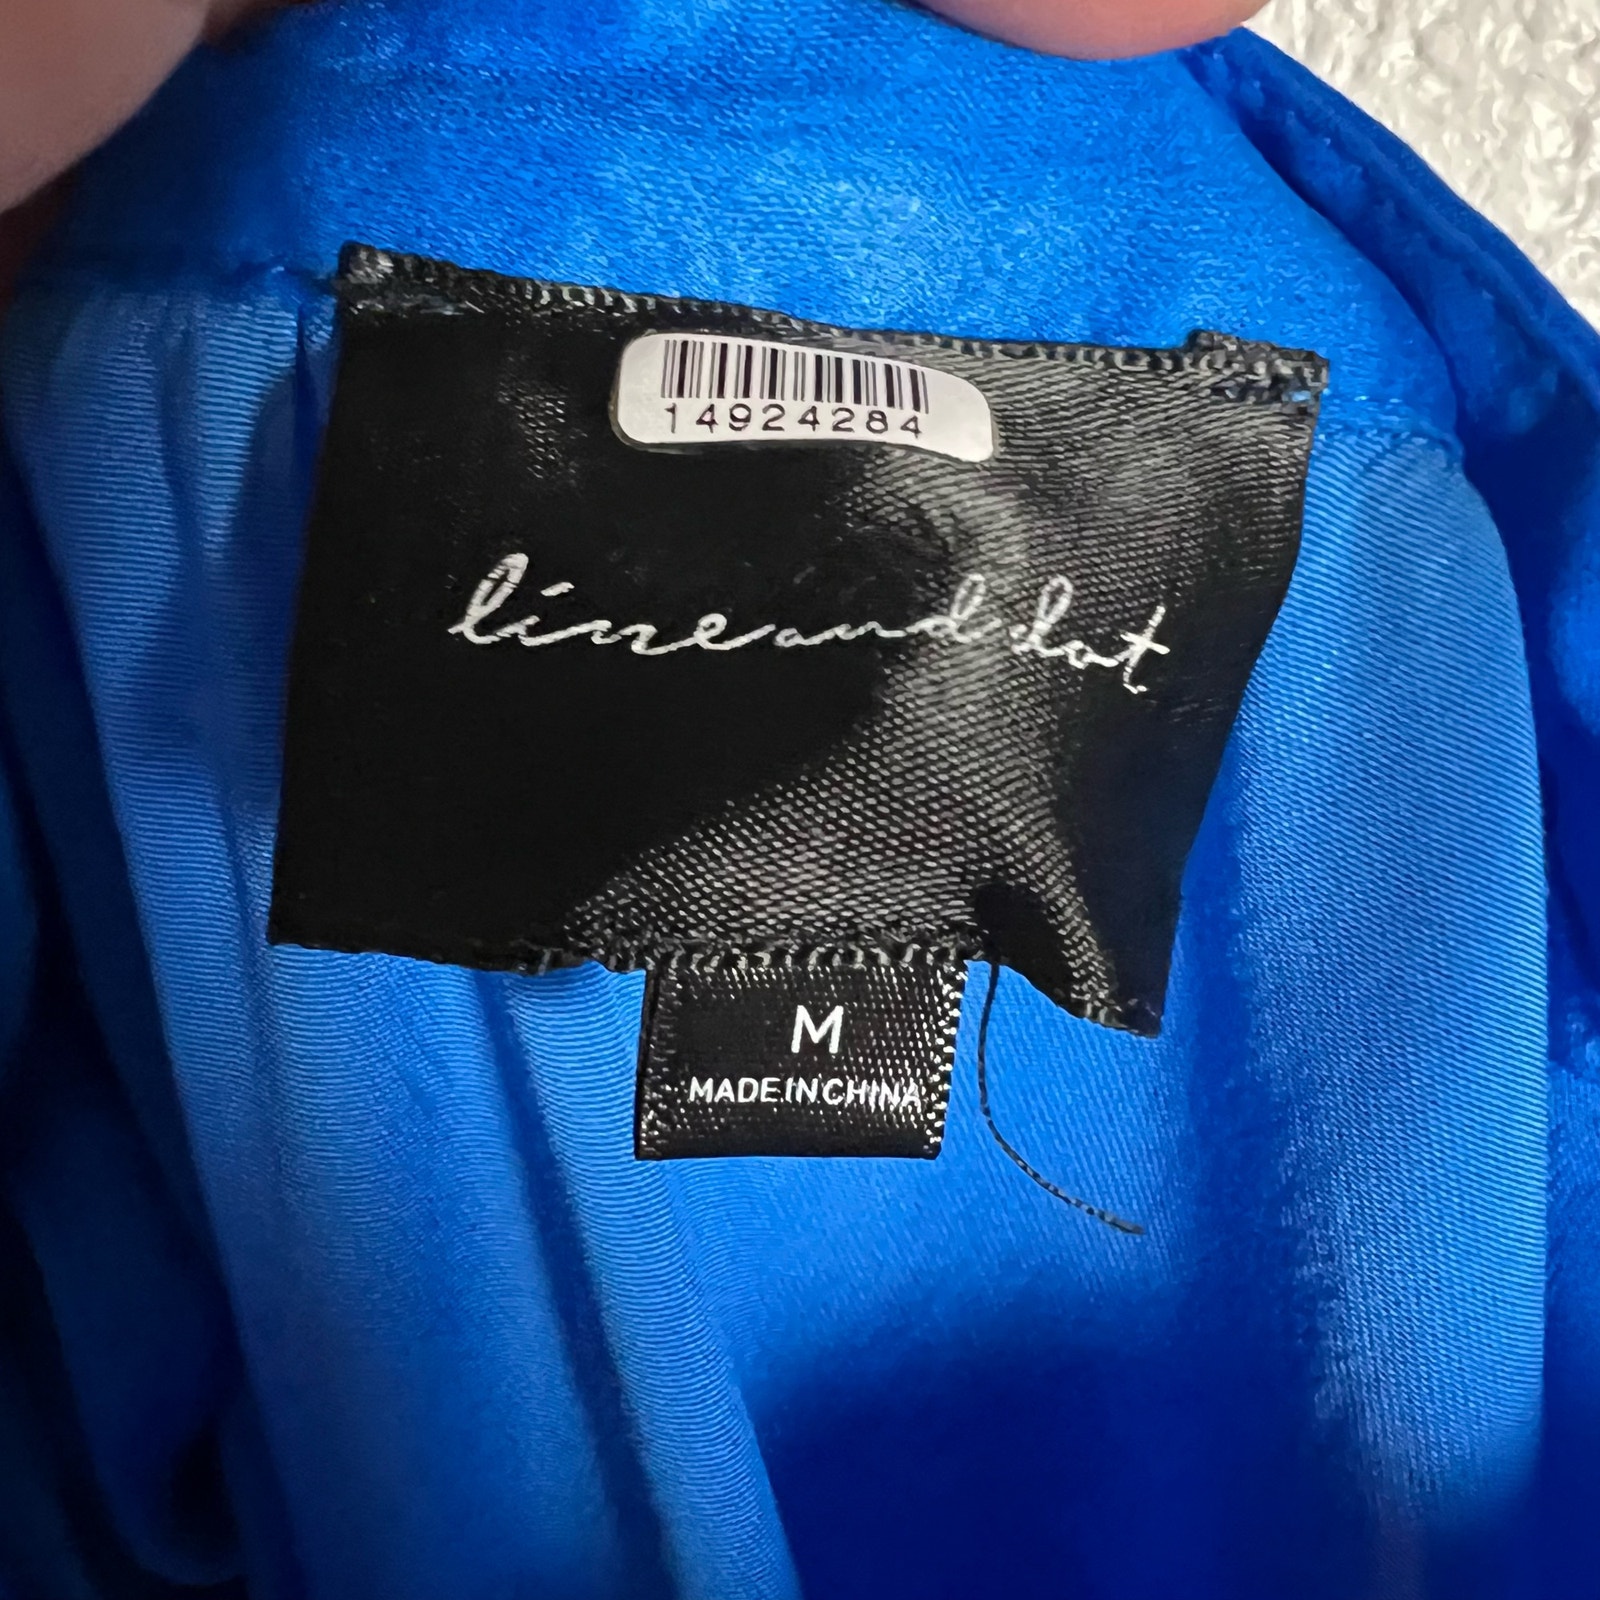 14924284
line and dot
M
MADE IN CHINA